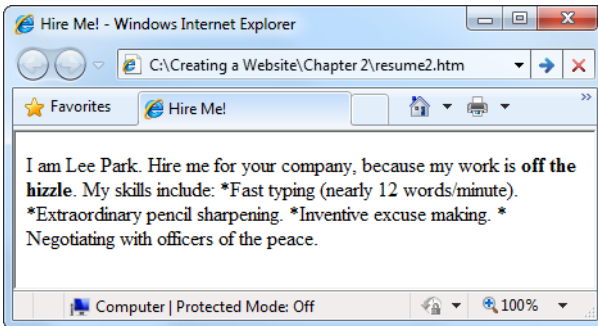 Hire Me! - Windows Internet Explorer
C:\Creating a Website\Chapter 2\resume2.htm
Favorites
Hire Me!
»
I am Lee Park. Hire me for your company, because my work is off the
hizzle. My skills include: *Fast typing (nearly 12 words/minute).
*Extraordinary pencil sharpening. *Inventive excuse making. *
Negotiating with officers of the peace.
Computer | Protected Mode: Off
100%